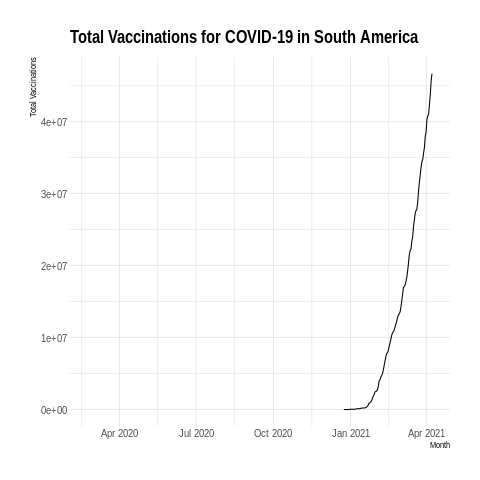 Total Vaccinations for COVID-19 in South America
Total Vaccinations
4e+07
3e+07
2e+07
1e+07
0e+00
Apr 2020 Jul 2020 Oct 2020 Jan 2021 Apr 2021
Month